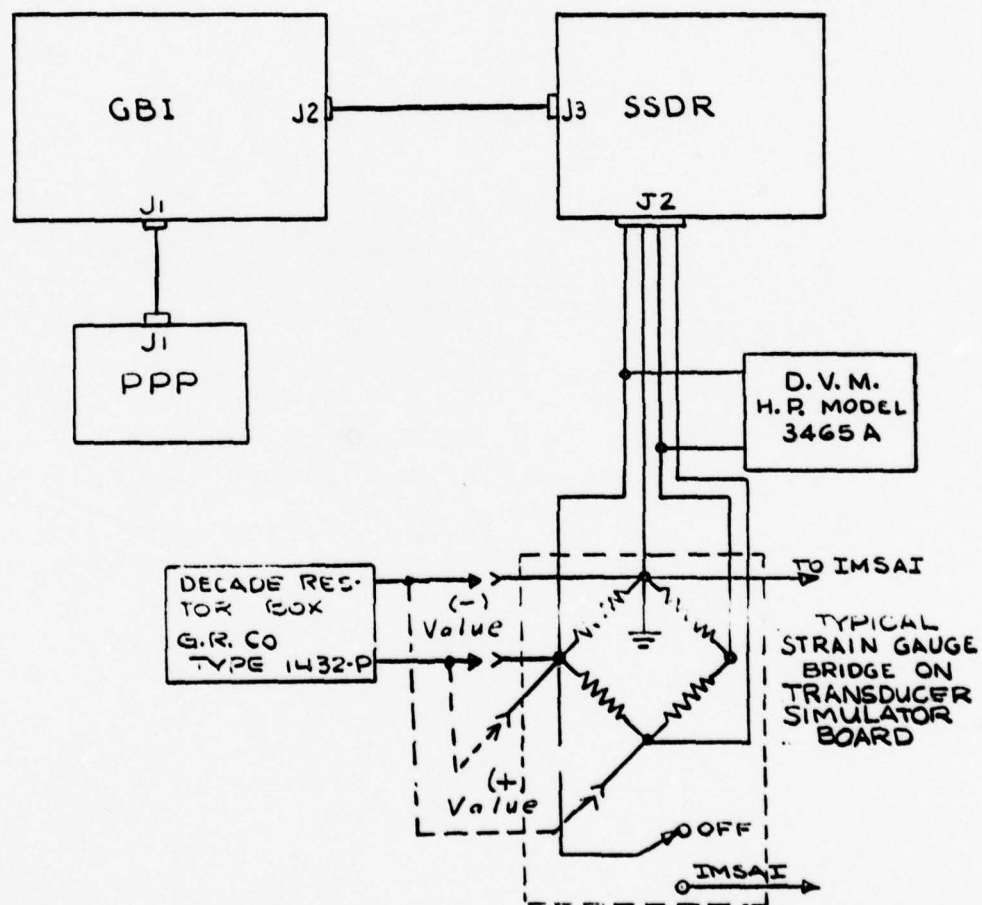 GBI
J2
J3
SSDR
J1
J2
J1
PPP
D.V.M.
H.P. MODEL
3465A
DECADE RES-
TOR BOX
G.R. CO
TYPE 1432-P
(-)
Value
(+)
Value
TO IMSAI
TYPICAL
STRAIN GAUGE
BRIDGE ON
TRANSDUCER
SIMULATOR
BOARD
OFF
IMSAI